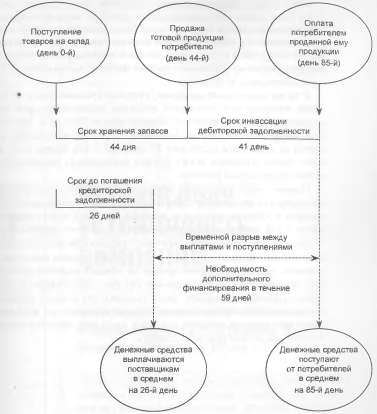 Поступление
товаров на склад
(день 0-й)
Продажа
готовой продукции
потребителю
(день 44-й)
Оплата
потребителем
проданной ему
продукции
(день 85-й)
Срок хранения запасов
44 дня
Срок инкассации
дебиторской задолженности
41 день
Срок до погашения
кредиторской
задолженности
26 дней
Временной разрыв между
выплатами и поступлениями
Необходимость
дополнительного
финансирования в течение
59 дней
Денежные средства
выплачиваются
поставщикам
в среднем
на 26-й день
Денежные средства
поступают
от потребителей
в среднем
на 85-й день